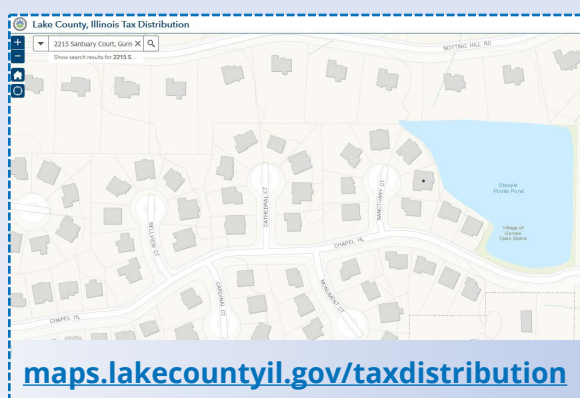 Lake County, Illinois Tax Distribution
2215 Santuary Court, Gurn
Show search results for 2215 S...
NOTTING HILL RD
Steeple
Pointe Pond
Village of
Gurnee
Open Space
BELLVIEW CT
CATHEDRAL CT
SANCTUARY CT
CHAPEL HL
CARDINAL CT
MONUMENT CT
CHAPEL HL
maps.lakecountyil.gov/taxdistribution